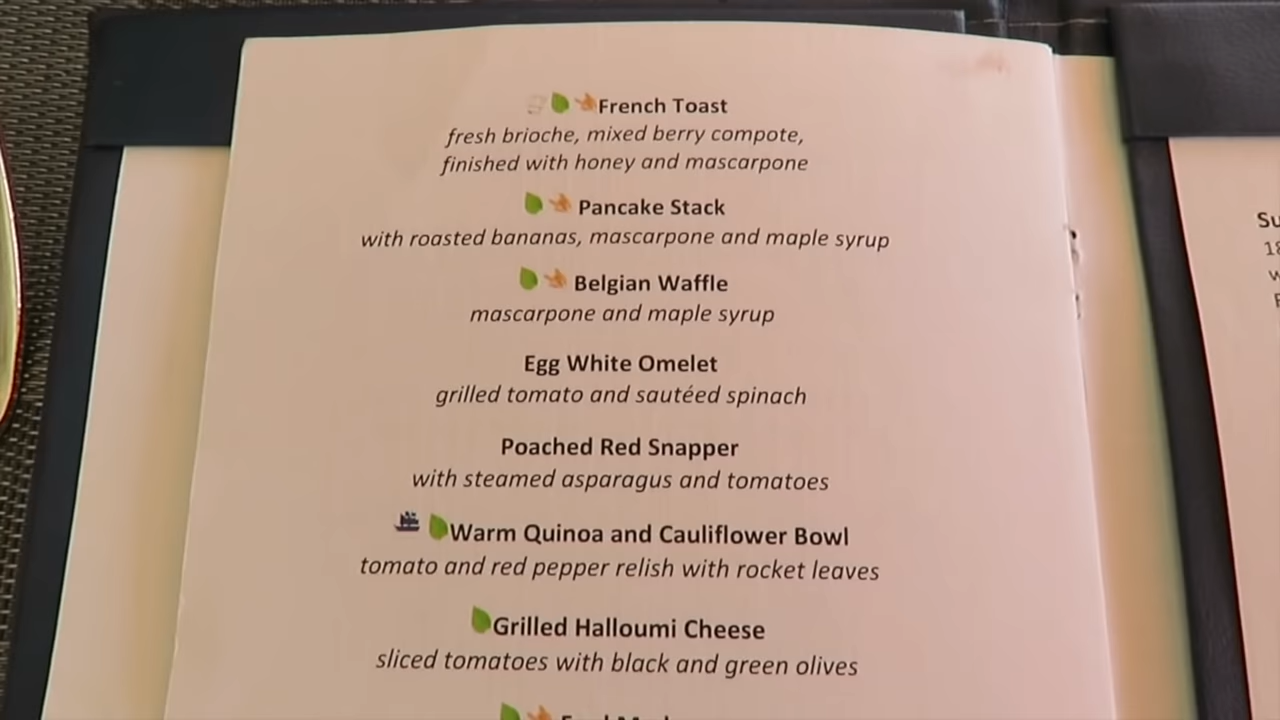 French Toast
fresh brioche, mixed berry compote,
finished with honey and mascarpone
Pancake Stack
with roasted bananas, mascarpone and maple syrup
Belgian Waffle
mascarpone and maple syrup
Egg White Omelet
grilled tomato and sautéed spinach
Poached Red Snapper
with steamed asparagus and tomatoes
Warm Quinoa and Cauliflower Bowl
tomato and red pepper relish with rocket leaves
Grilled Halloumi Cheese
sliced tomatoes with black and green olives